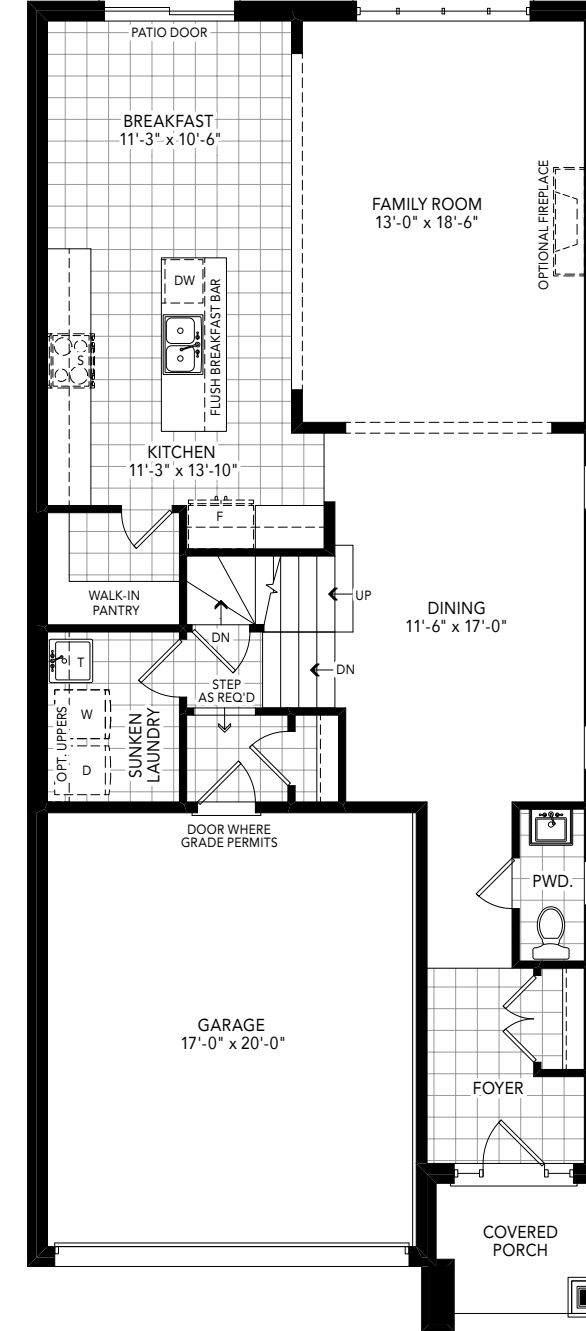 PATIO DOOR
BREAKFAST
11'-3" x 10'-6"
FAMILY ROOM
13'-0" x 18'-6"
OPTIONAL FIREPLACE
DW
FLUSH BREAKFAST BAR
S
KITCHEN
11'-3" x 13'-10"
F
WALK-IN
PANTRY
UP
DINING
11'-6" x 17'-0"
DN
DN
STEP
AS REQ'D
T
W
D
OPT. UPPERS
SUNKEN
LAUNDRY
DOOR WHERE
GRADE PERMITS
PWD.
GARAGE
17'-0" x 20'-0"
FOYER
COVERED
PORCH